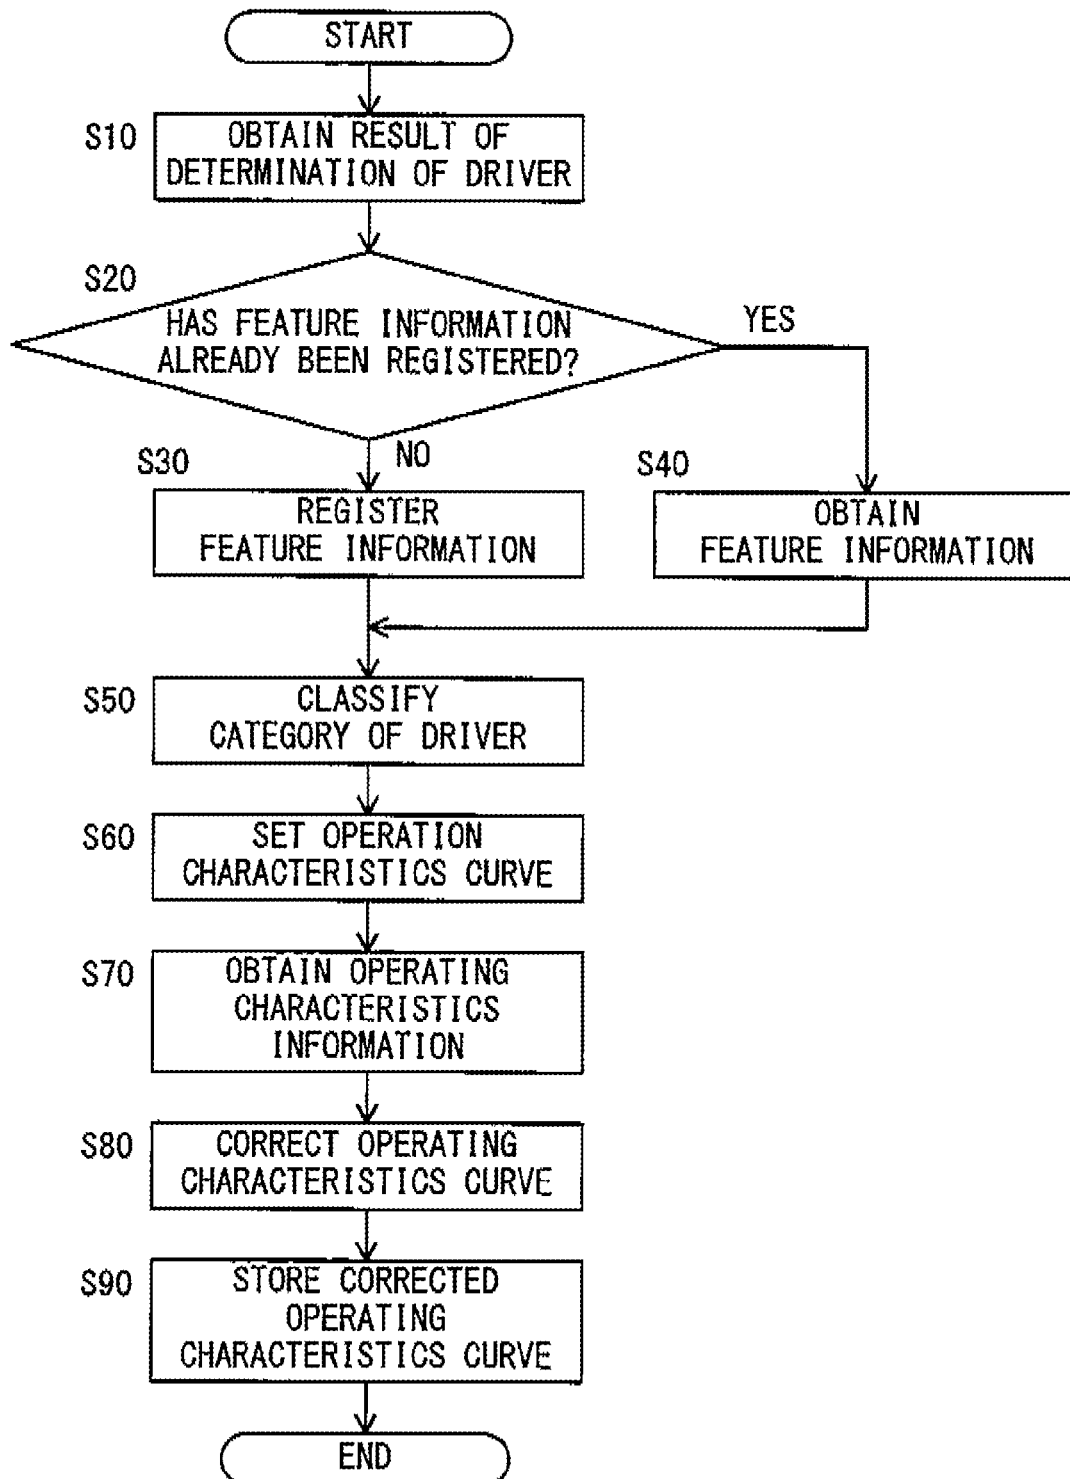 START
S10
OBTAIN RESULT OF
DETERMINATION OF DRIVER
S20
HAS FEATURE INFORMATION
ALREADY BEEN REGISTERED?
YES
NO
S30
REGISTER
FEATURE INFORMATION
S40
OBTAIN
FEATURE INFORMATION
S50
CLASSIFY
CATEGORY OF DRIVER
S60
SET OPERATION
CHARACTERISTICS CURVE
S70
OBTAIN OPERATING
CHARACTERISTICS
INFORMATION
S80
CORRECT OPERATING
CHARACTERISTICS CURVE
S90
STORE CORRECTED
OPERATING
CHARACTERISTICS CURVE
END